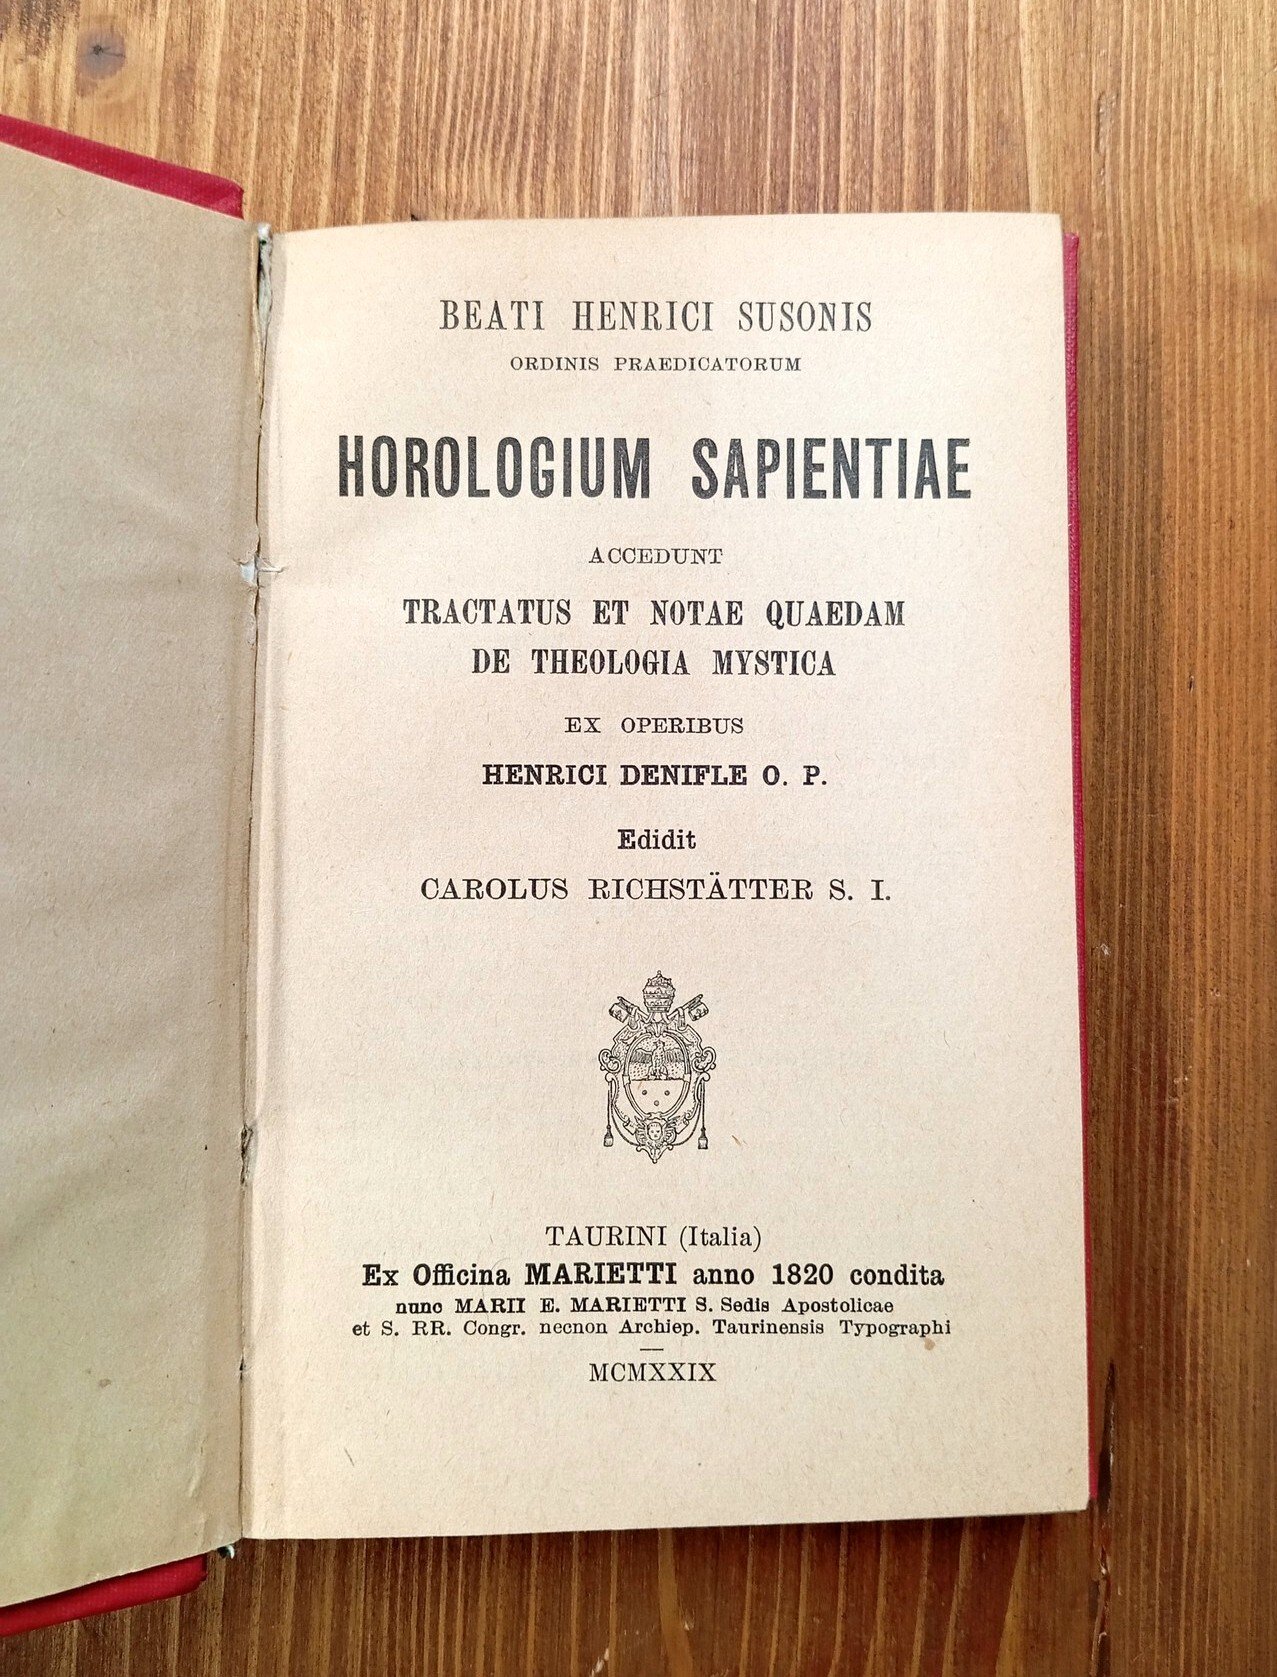 BEATI HENRICI SUSONIS
ORDINIS PRAEDICATORUM
HOROLOGIUM SAPIENTIAE
ACCEDUNT
TRACTATUS ET NOTAE QUAEDAM
DE THEOLOGIA MYSTICA
EX OPERIBUS
HENRICI DENIFLE O. P.
Edidit
CAROLUS RICHSTÄTTER S. I.
TAURINI (Italia)
Ex Officina MARIETTI anno 1820 condita
nunc MARII E. MARIETTI S. Sedis Apostolicae
et S. RR. Congr. necnon Archiep. Taurinensis Typographi
MCMXXIX